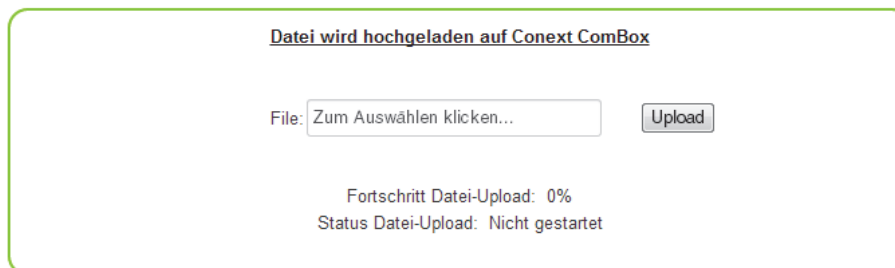 Datei wird hochgeladen auf Conext ComBox
File: Zum Auswählen klicken... Upload
Fortschritt Datei-Upload: 0%
Status Datei-Upload: Nicht gestartet